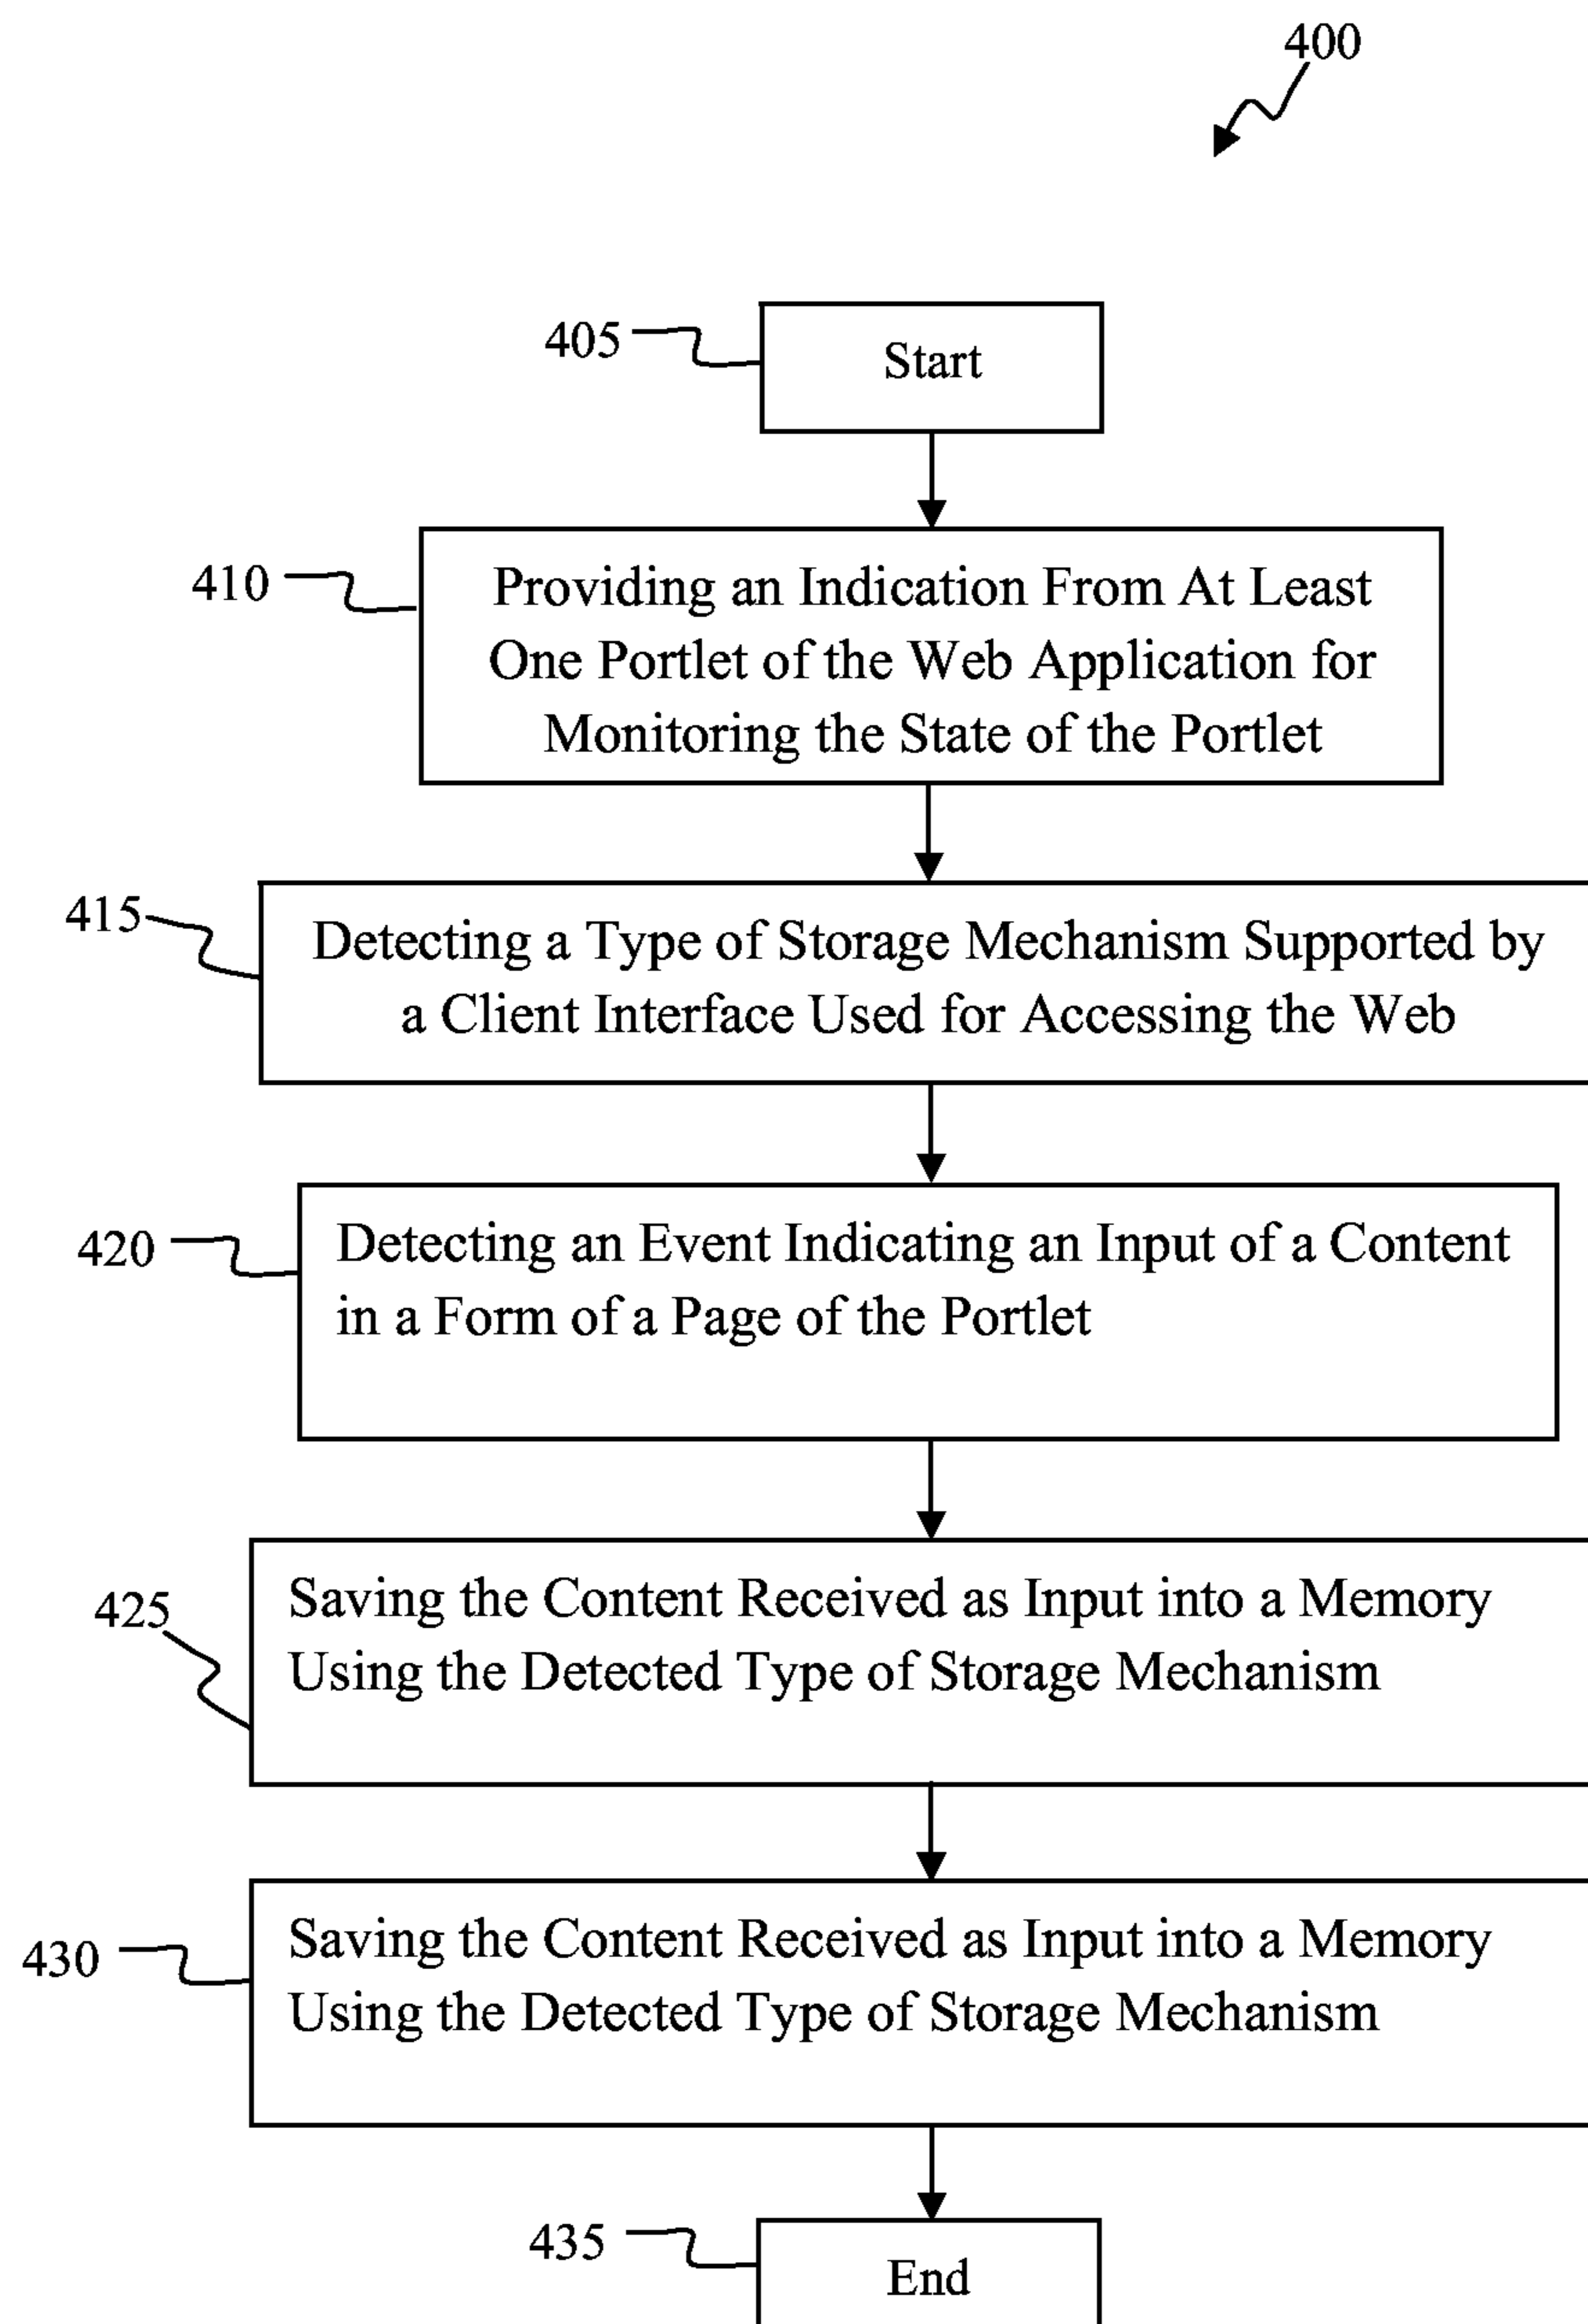 400
405
Start
410
Providing an Indication From At Least
One Portlet of the Web Application for
Monitoring the State of the Portlet
415
Detecting a Type of Storage Mechanism Supported by
a Client Interface Used for Accessing the Web
420
Detecting an Event Indicating an Input of a Content
in a Form of a Page of the Portlet
425
Saving the Content Received as Input into a Memory
Using the Detected Type of Storage Mechanism
430
Saving the Content Received as Input into a Memory
Using the Detected Type of Storage Mechanism
435
End